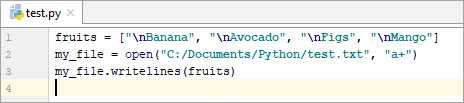 test.py
1 fruits = ["\nBanana", "\nAvocado", "\nFigs", "\nMango"]
2 my_file = open("C:/Documents/Python/test.txt", "a+")
3 my_file.writelines(fruits)
4